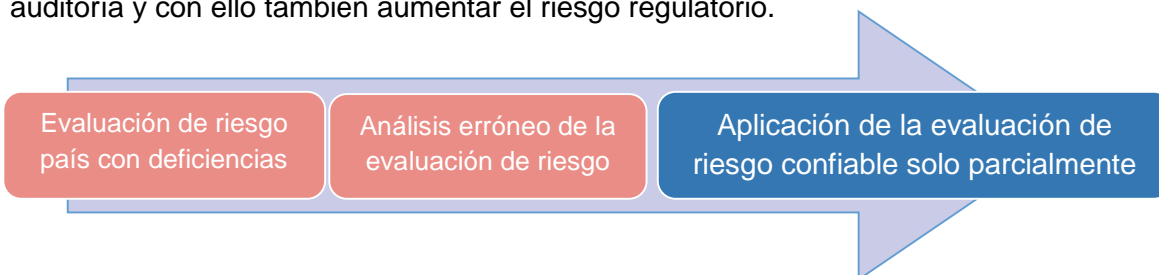 auditoría y con ello también aumentar el riesgo regulatorio.
Evaluación de riesgo
país con deficiencias
Análisis erróneo de la
evaluación de riesgo
Aplicación de la evaluación de
riesgo confiable solo parcialmente